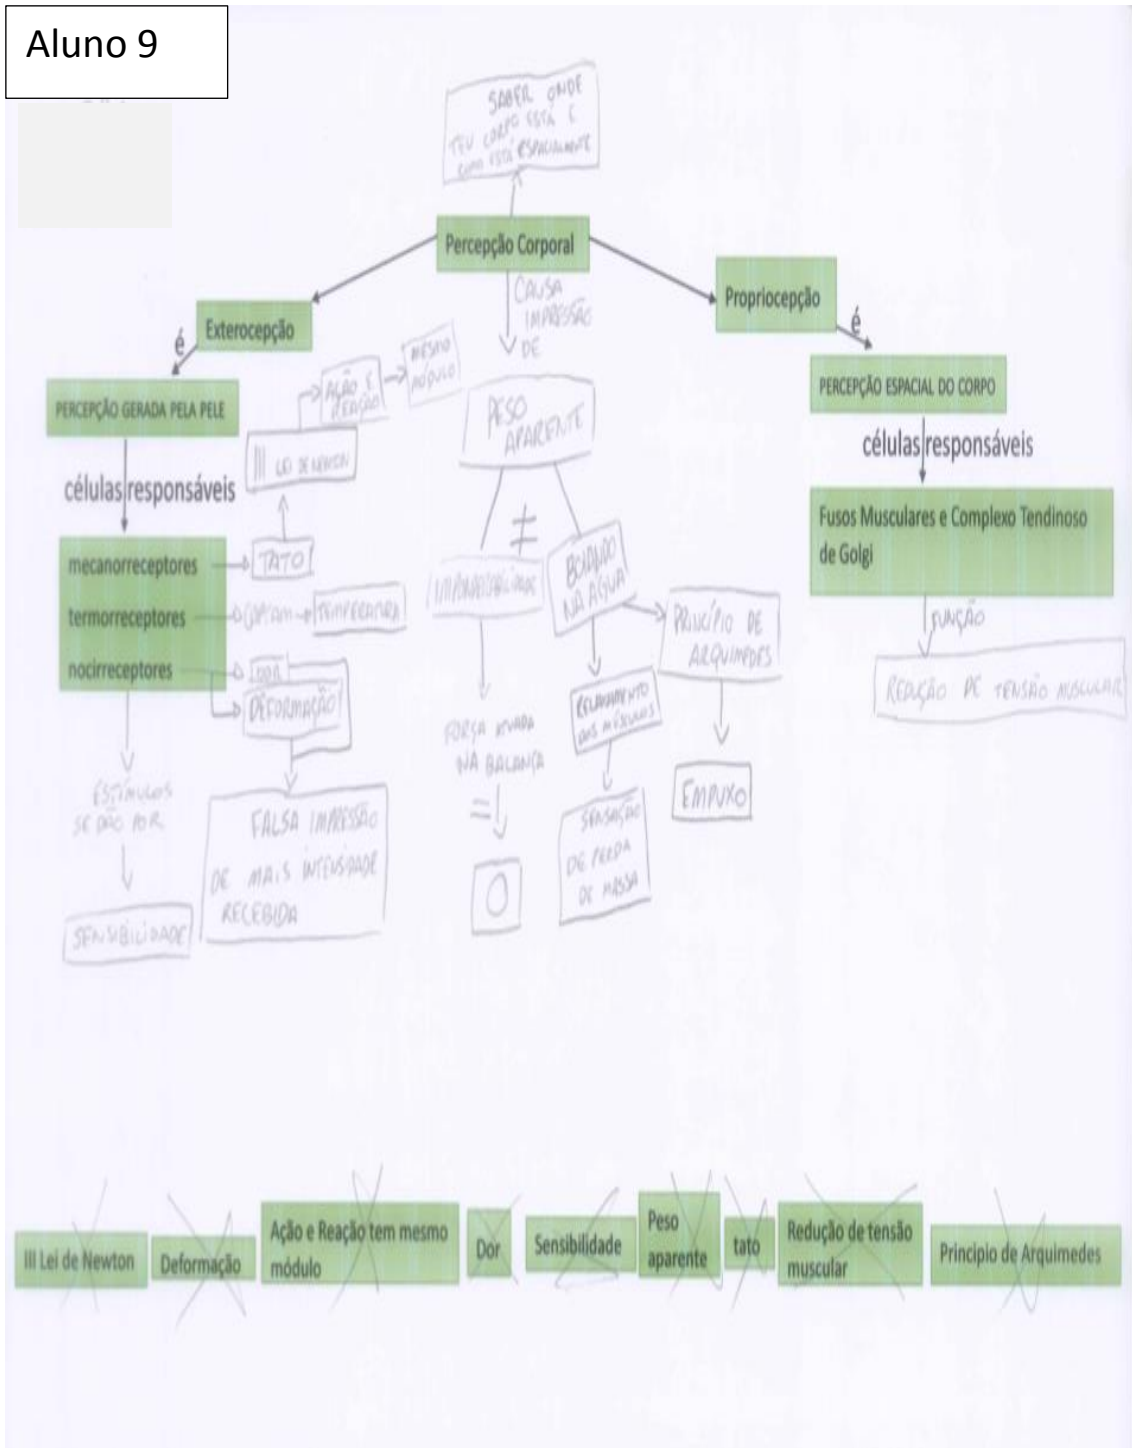 Aluno 9
SABER ONDE
TEU CORPO ESTÁ E
COMO ESTÁ ESPACIALMENTE
Percepção Corporal
CAUSA
IMPRESSÃO
DE
Propriocepção
é
Exterocepção
é
PERCEPÇÃO GERADA PELA PELE
AÇÃO E
REAÇÃO
MESMO
MÓDULO
PESO
APARENTE
PERCEPÇÃO ESPACIAL DO CORPO
células responsáveis
III LEI DE NEWTON
células responsáveis
Fusos Musculares e Complexo Tendinoso
de Golgi
mecanorreceptores
TATO
termorreceptores
CAPTAM
TEMPERATURA
nocirreceptores
DOR
DEFORMAÇÃO
≠
BOIANDO
NA ÁGUA
PRINCÍPIO DE
ARQUIMEDES
FUNÇÃO
REDUÇÃO DE TENSÃO MUSCULAR
RELAXAMENTO
DOS MÚSCULOS
FORÇA
NA BALANÇA
=
0
EMPUXO
SENSAÇÃO
DE PERDA
DE MASSA
ESTÍMULOS
SE DÃO POR
SENSIBILIDADE
FALSA IMPRESSÃO
DE MAIS INTENSIDADE
RECEBIDA
III Lei de Newton
Deformação
Ação e Reação tem mesmo
módulo
Dor
Sensibilidade
Peso
aparente
tato
Redução de tensão
muscular
Principio de Arquimedes